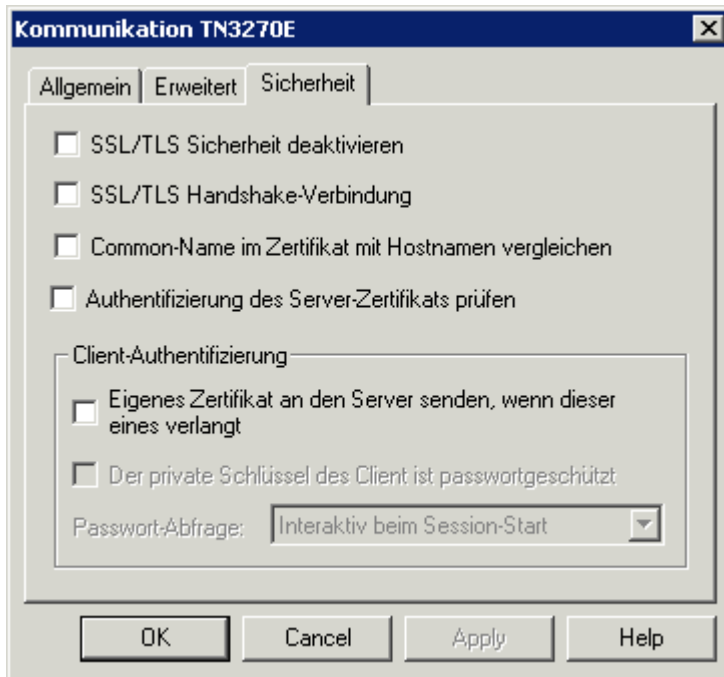 Kommunikation TN3270E
Allgemein Erweitert Sicherheit
SSL/TLS Sicherheit deaktivieren
SSL/TLS Handshake-Verbindung
Common-Name im Zertifikat mit Hostnamen vergleichen
Authentifizierung des Server-Zertifikats prüfen
Client-Authentifizierung
Eigenes Zertifikat an den Server senden, wenn dieser
eines verlangt
Der private Schlüssel des Client ist passwortgeschützt
Passwort-Abfrage: Interaktiv beim Session-Start
OK Cancel Apply Help